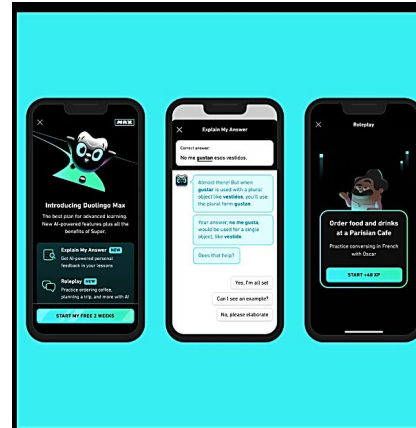 MAX
Introducing Duolingo Max
The best plan for advanced learning.
New AI-powered features plus all the
benefits of Super.
Explain My Answer NEW
Get AI-powered personal
feedback in your lessons
Roleplay NEW
Practice ordering coffee,
planning a trip, and more with AI
START MY FREE 2 WEEKS
Explain My Answer
Correct answer:
No me gustan esos vestidos.
Almost there! But when
gustar is used with a plural
object like vestidos, you'll use
the plural form gustan.
Your answer, no me gusta,
would be used for a single
object, like vestido.
Does that help?
Yes, I'm all set
Can I see an example?
No, please elaborate
Roleplay
Order food and drinks
at a Parisian Cafe
Practice conversing in French
with Oscar
START +40 XP